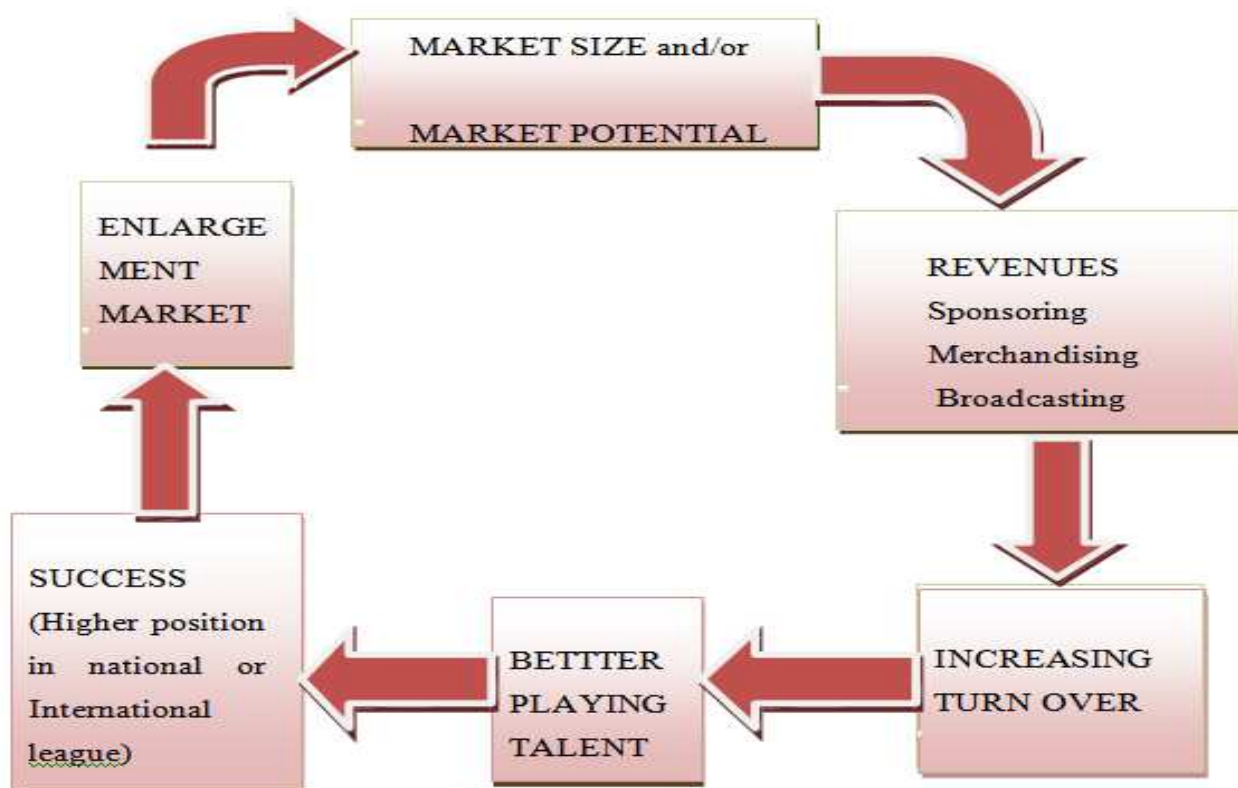 MARKET SIZE and/or
MARKET POTENTIAL
ENLARGE
MENT
MARKET
REVENUES
Sponsoring
Merchandising
Broadcasting
SUCCESS
(Higher position
in national or
International
league)
BETTTER
PLAYING
TALENT
INCREASING
TURN OVER